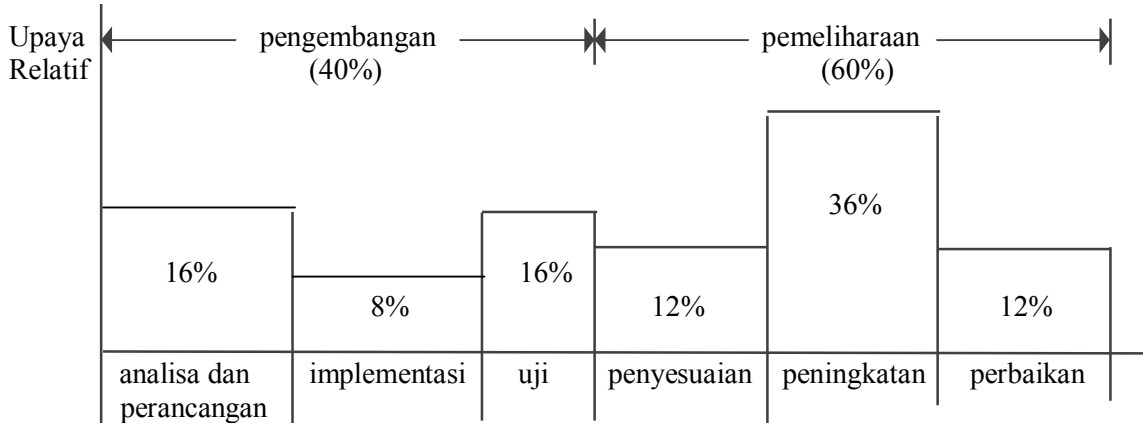 Upaya
Relatif
pengembangan
(40%)
pemeliharaan
(60%)
16%
8%
16%
12%
36%
12%
analisa dan
perancangan
implementasi
uji
penyesuaian
peningkatan
perbaikan